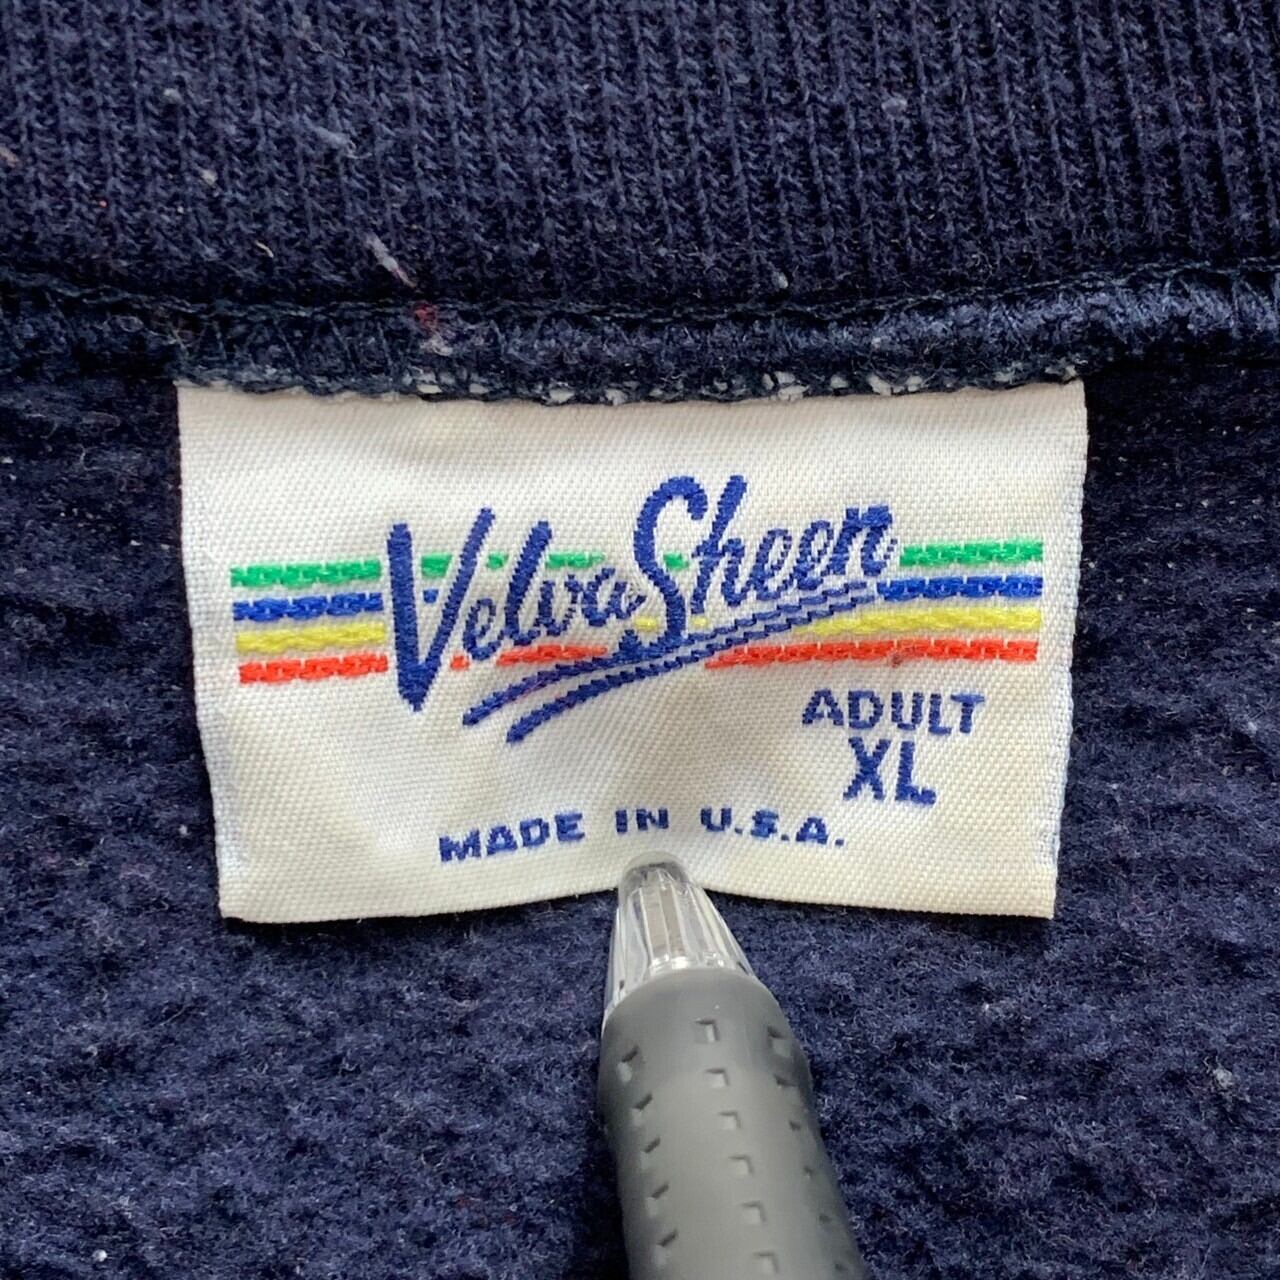 Velva Sheen
ADULT
XL
MADE IN U.S.A.